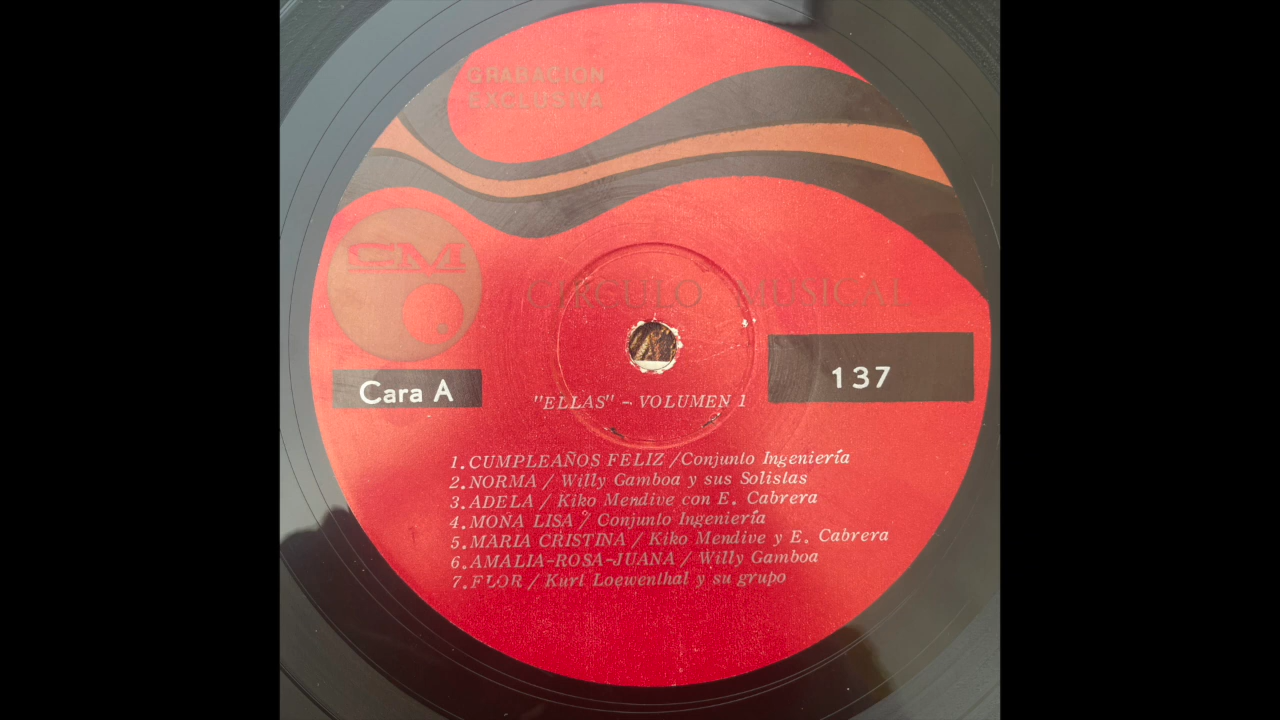 GRABACION
EXCLUSIVA
CM
CIRCULO MUSICAL
Cara A
137
"ELLAS" - VOLUMEN 1
1. CUMPLEAÑOS FELIZ / Conjunto Ingeniería
2. NORMA / Willy Gamboa y sus Solistas
3. ADELA / Kiko Mendive con E. Cabrera
4. MONA LISA / Conjunto Ingeniería
5. MARIA CRISTINA / Kiko Mendive y E. Cabrera
6. AMALIA-ROSA-JUANA / Willy Gamboa
7. FLOR / Kurt Loewenthal y su grupo